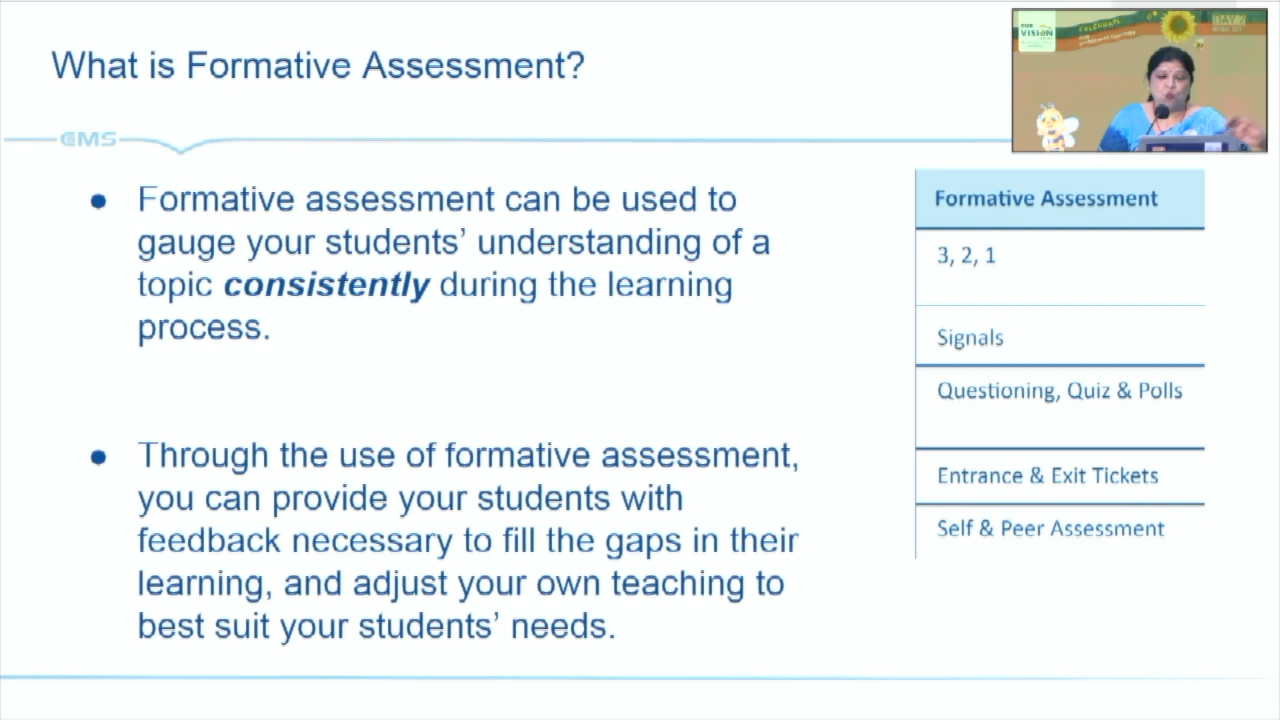 What is Formative Assessment?
CMS
Formative assessment can be used to
gauge your students’ understanding of a
topic consistently during the learning
process.
Through the use of formative assessment,
you can provide your students with
feedback necessary to fill the gaps in their
learning, and adjust your own teaching to
best suit your students’ needs.
VISION
CELEBRATE
DAY 2
Formative Assessment
3, 2, 1
Signals
Questioning, Quiz & Polls
Entrance & Exit Tickets
Self & Peer Assessment